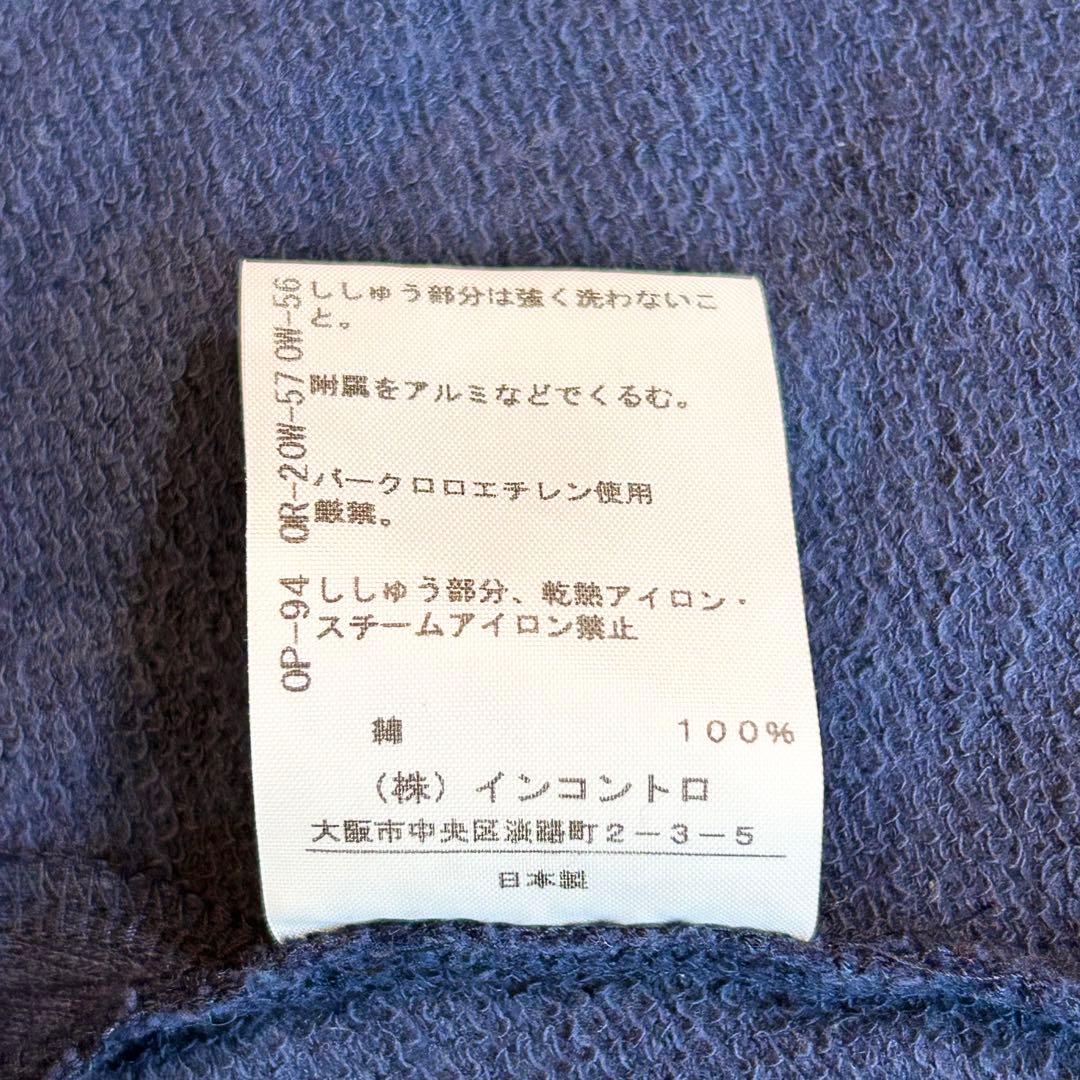 ししゅう部分は強く洗わないこ
と。
附属をアルミなどでくるむ。
パークロロエチレン使用
厳禁。
ししゅう部分、乾熱アイロン・
スチームアイロン禁止
OP-94 OR-20W-57 OW-56
綿 100%
(株)インコントロ
大阪市中央区淡路町2-3-5
日本製